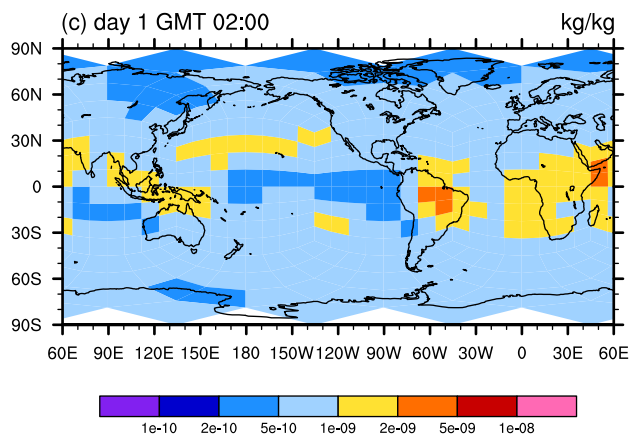 (c) day 1 GMT 02:00 kg/kg
90N
60N
30N
0
30S
60S
90S
60E 90E 120E 150E 180 150W 120W 90W 60W 30W 0 30E 60E
1e-10 2e-10 5e-10 1e-09 2e-09 5e-09 1e-08